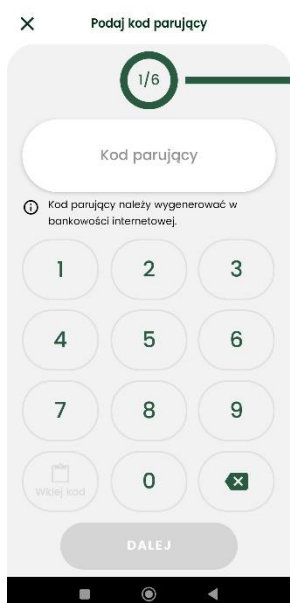 Podaj kod parujący
1/6
Kod parujący
Kod parujący należy wygenerować w
bankowości internetowej.
1 2 3
4 5 6
7 8 9
Wklej kod 0
DALEJ